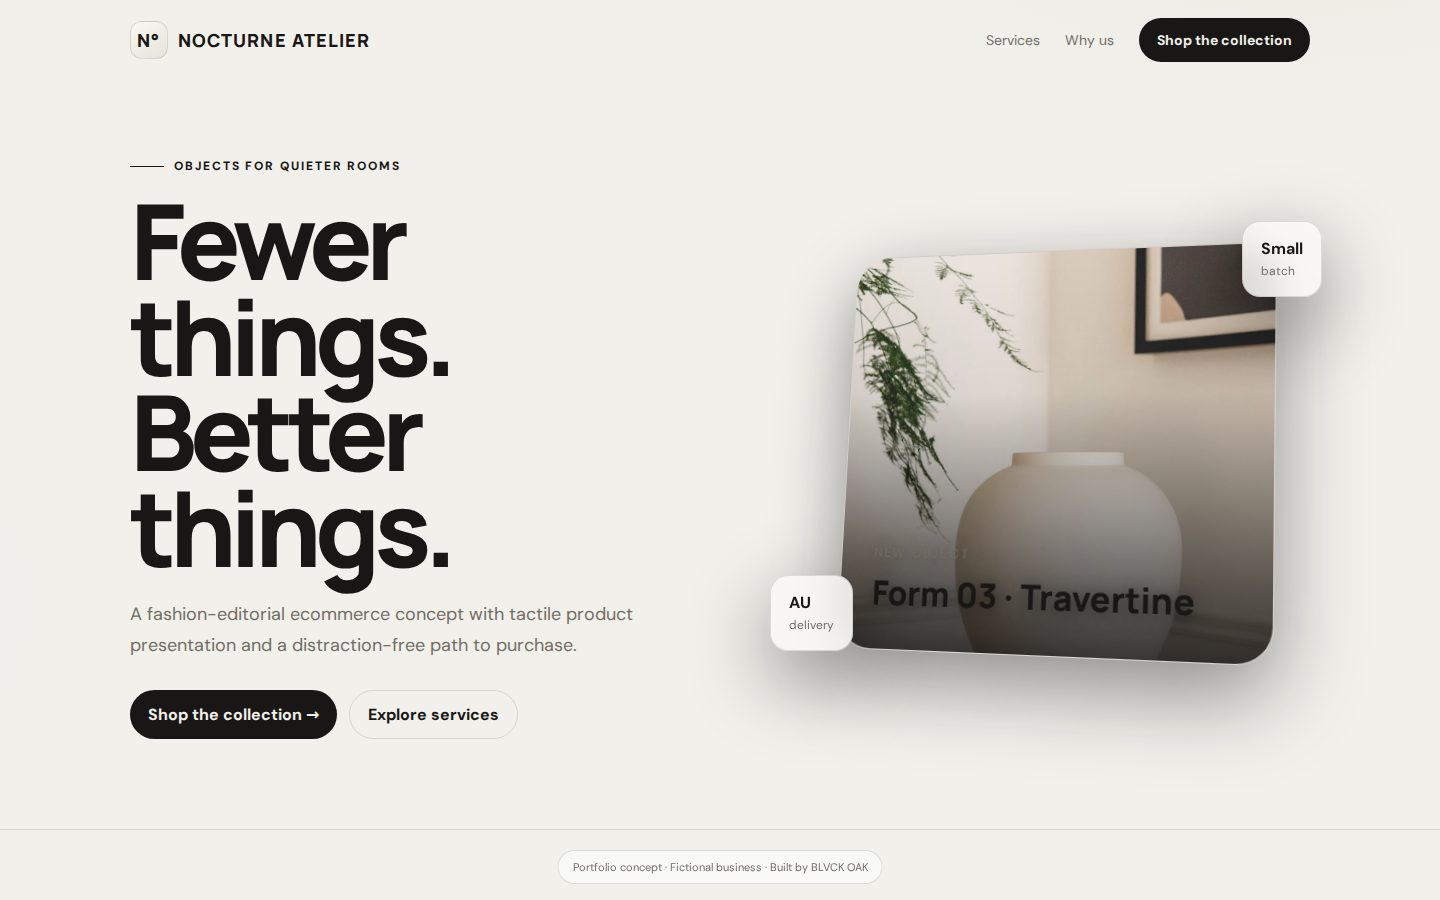 N°
NOCTURNE ATELIER
Services
Why us
Shop the collection
OBJECTS FOR QUIETER ROOMS
Fewer
things.
Better
things.
A fashion-editorial ecommerce concept with tactile product
presentation and a distraction-free path to purchase.
Shop the collection →
Explore services
Small
batch
NEW OBJECT
Form 03 · Travertine
AU
delivery
Portfolio concept · Fictional business · Built by BLVCK OAK